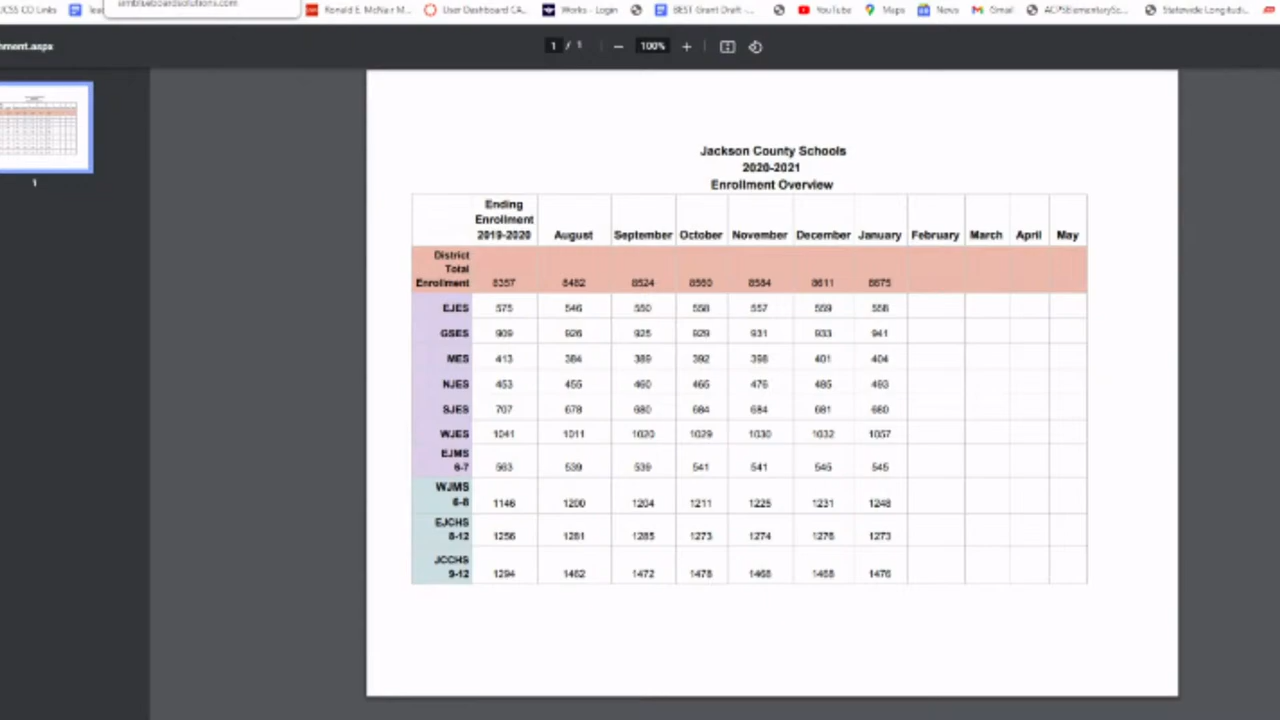 CO Links Ronald E. McNair M... User Dashboard CA... Works - Login BEST Grant Draft -... YouTube Maps News Gmail ACPSElementarySc... Statewide Longitudi...
nment.aspx
1 / 1 − 100% +
1
Jackson County Schools
2020-2021
Enrollment Overview
Ending
Enrollment
2019-2020 August September October November December January February March April May
District
Total
Enrollment 8357 8482 8524 8560 8584 8611 8675
EJES 575 546 550 558 557 559 558
GSES 909 926 925 929 931 933 941
MES 413 384 389 392 398 401 404
NJES 453 455 460 465 476 485 493
SJES 707 678 680 684 684 681 680
WJES 1041 1011 1020 1029 1030 1032 1057
EJMS
6-7 563 539 539 541 541 545 545
WJMS
6-8 1146 1200 1204 1211 1225 1231 1248
EJCHS
8-12 1256 1281 1285 1273 1274 1276 1273
JCCHS
9-12 1294 1462 1472 1478 1468 1468 1476